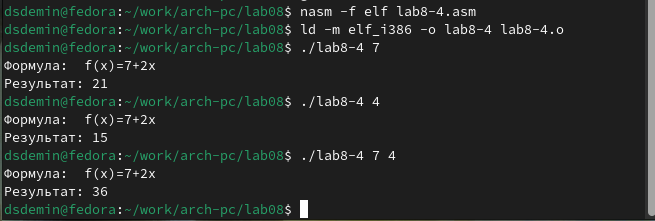 dsdemin@fedora:~/work/arch-pc/lab08$ nasm -f elf lab8-4.asm
dsdemin@fedora:~/work/arch-pc/lab08$ ld -m elf_i386 -o lab8-4 lab8-4.o
dsdemin@fedora:~/work/arch-pc/lab08$ ./lab8-4 7
Формула:  f(x)=7+2x
Результат: 21
dsdemin@fedora:~/work/arch-pc/lab08$ ./lab8-4 4
Формула:  f(x)=7+2x
Результат: 15
dsdemin@fedora:~/work/arch-pc/lab08$ ./lab8-4 7 4
Формула:  f(x)=7+2x
Результат: 36
dsdemin@fedora:~/work/arch-pc/lab08$